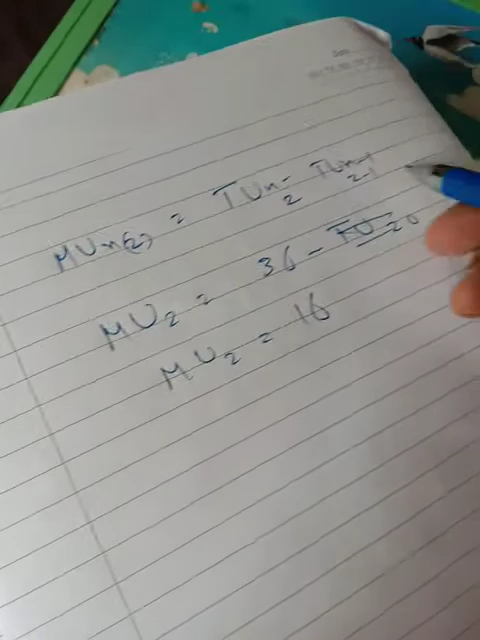 MUn(2) = TUn - TUn-1
2 2-1
MU2 = 36 - 20
MU2 = 16